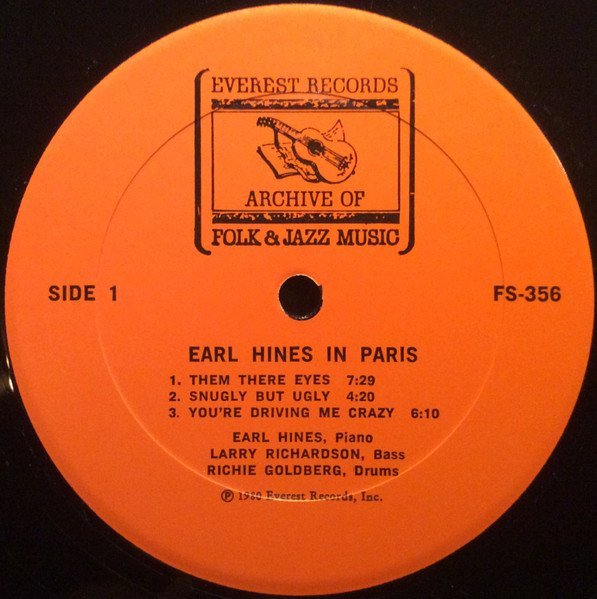 EVEREST RECORDS
ARCHIVE OF
FOLK & JAZZ MUSIC
SIDE 1
FS-356
EARL HINES IN PARIS
1. THEM THERE EYES 7:29
2. SNUGLY BUT UGLY 4:20
3. YOU'RE DRIVING ME CRAZY 6:10
EARL HINES, Piano
LARRY RICHARDSON, Bass
RICHIE GOLDBERG, Drums
℗ 1980 Everest Records, Inc.